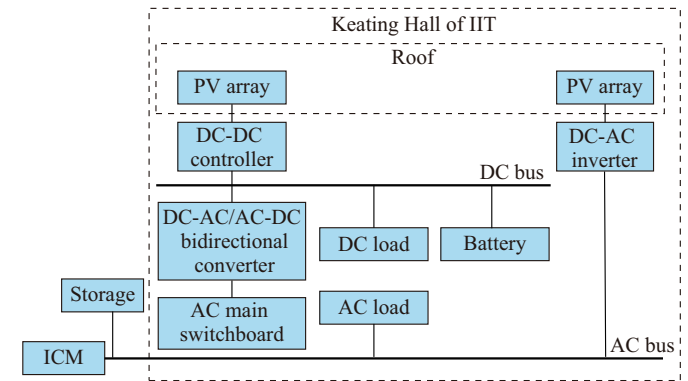 Keating Hall of IIT
Roof
PV array
PV array
DC-DC
controller
DC-AC
inverter
DC bus
DC-AC/AC-DC
bidirectional
converter
DC load
Battery
Storage
AC main
switchboard
AC load
AC bus
ICM